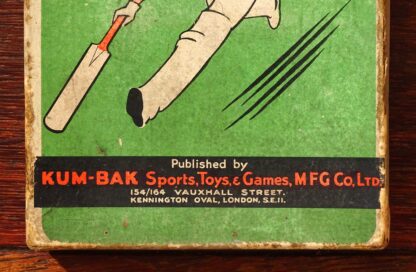 Published by
KUM-BAK Sports, Toys, & Games, MFG Co, LTD.
154/164 VAUXHALL STREET.
KENNINGTON OVAL, LONDON, S.E.11.